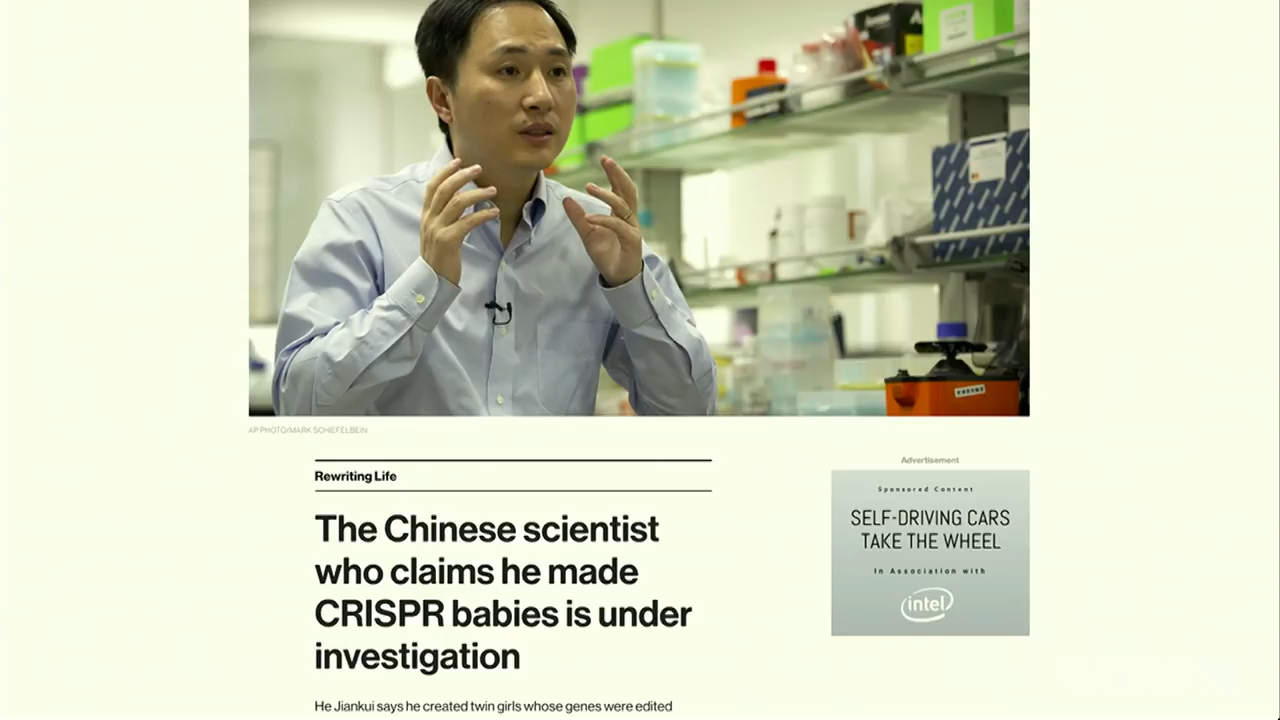 AP PHOTO/MARK SCHIEFELBEIN
Rewriting Life
The Chinese scientist
who claims he made
CRISPR babies is under
investigation
He Jiankui says he created twin girls whose genes were edited
Advertisement
Sponsored Content
SELF-DRIVING CARS
TAKE THE WHEEL
In Association with
intel